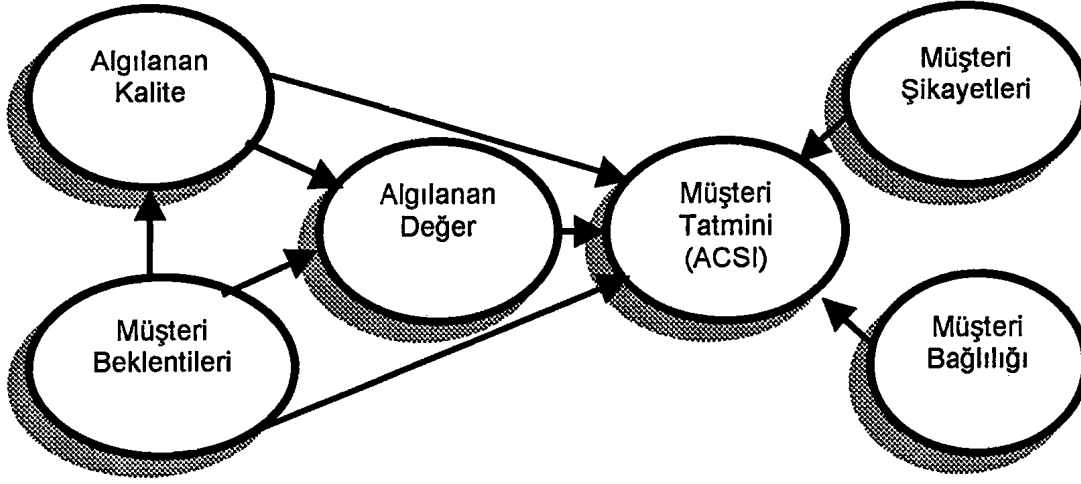 Algılanan
Kalite
Müşteri
Şikayetleri
Algılanan
Değer
Müşteri
Tatmini
(ACSI)
Müşteri
Beklentileri
Müşteri
Bağlılığı